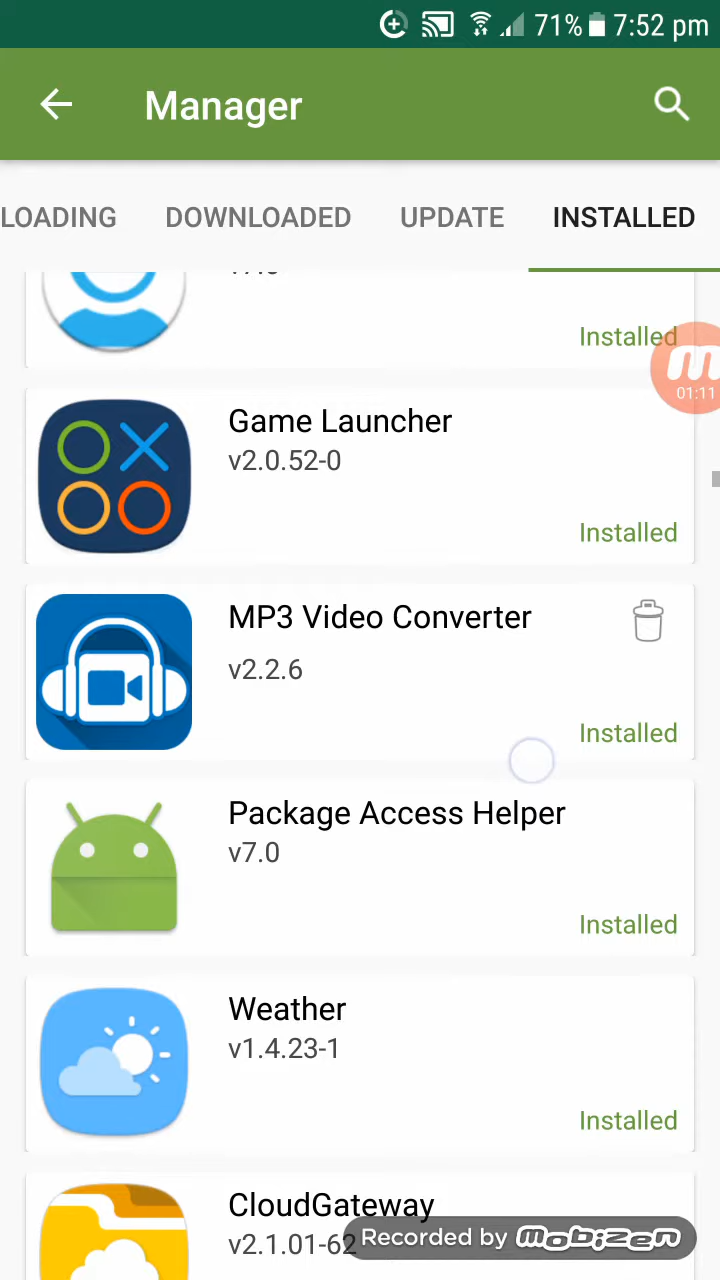 71% 7:52 pm
Manager
LOADING DOWNLOADED UPDATE INSTALLED
Installed
01:11
Game Launcher
v2.0.52-0
Installed
MP3 Video Converter
v2.2.6
Installed
Package Access Helper
v7.0
Installed
Weather
v1.4.23-1
Installed
CloudGateway
v2.1.01-62
Recorded by mobizen